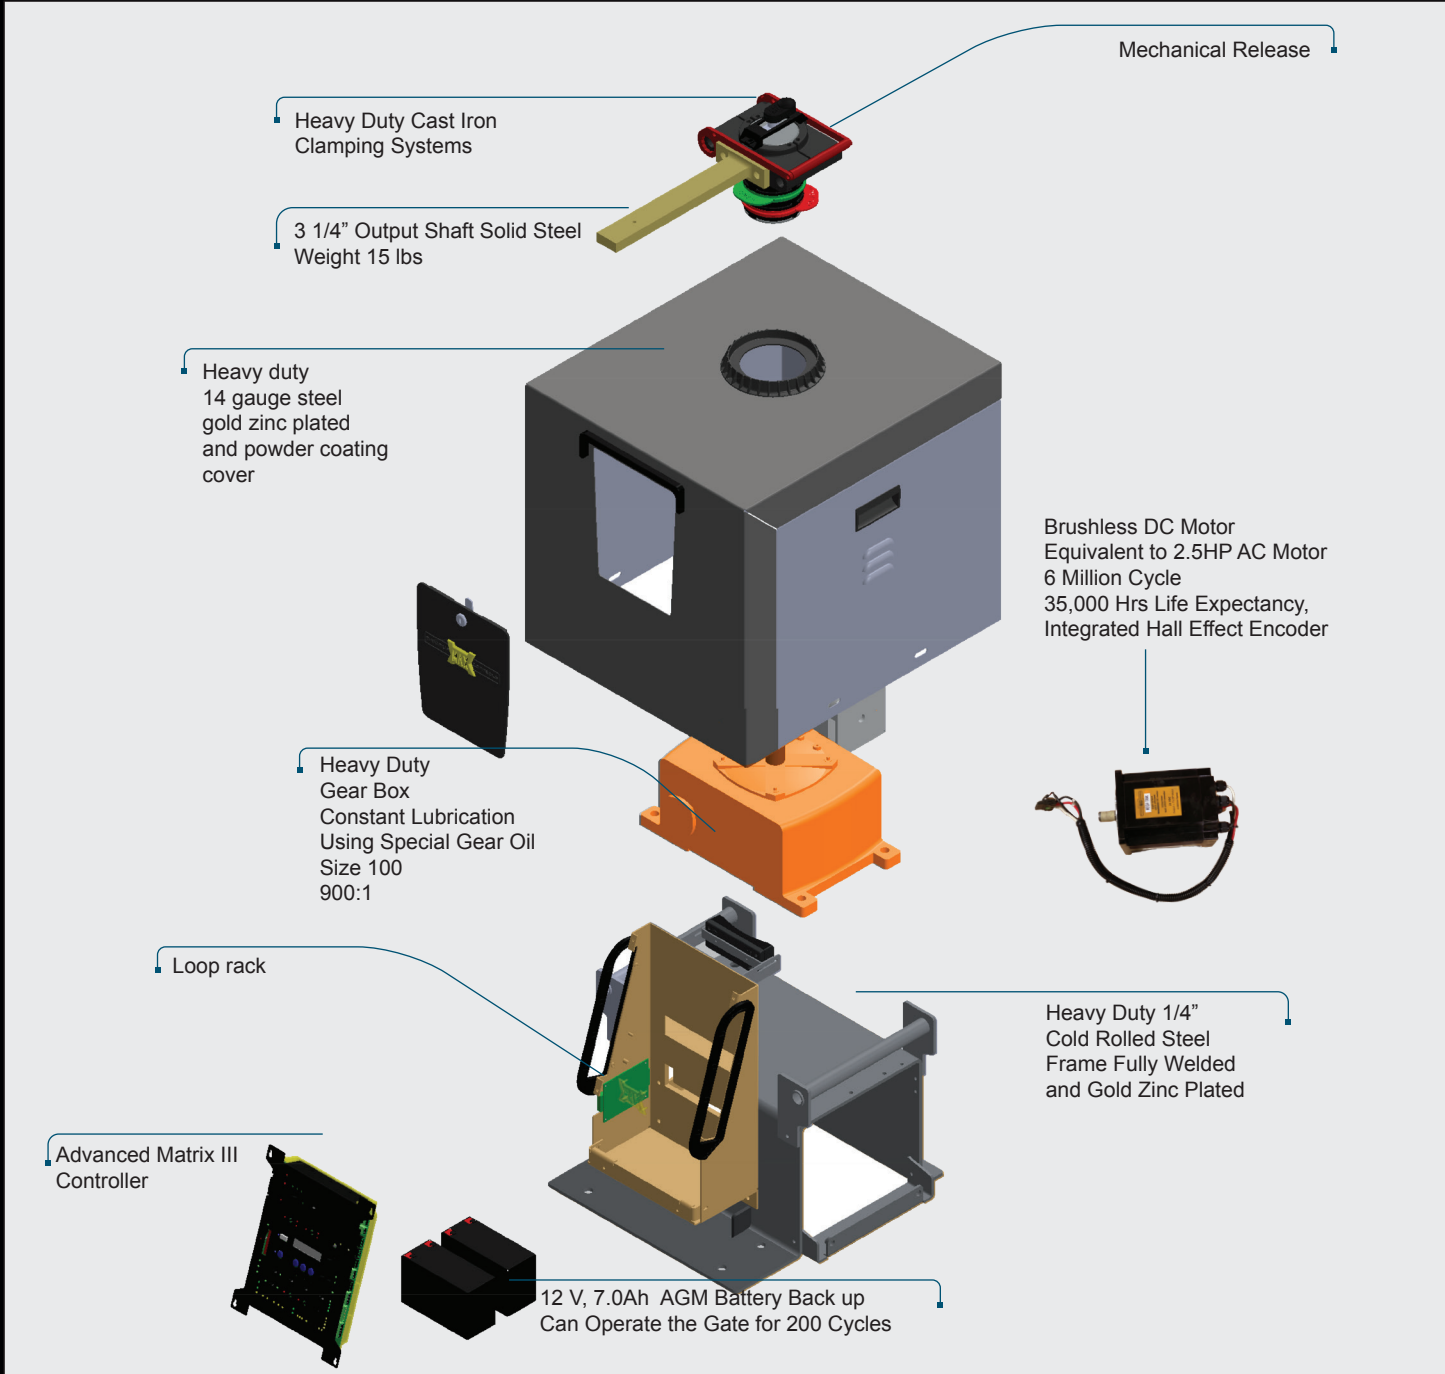 Mechanical Release
Heavy Duty Cast Iron
Clamping Systems
3 1/4” Output Shaft Solid Steel
Weight 15 lbs
Heavy duty
14 gauge steel
gold zinc plated
and powder coating
cover
Brushless DC Motor
Equivalent to 2.5HP AC Motor
6 Million Cycle
35,000 Hrs Life Expectancy,
Integrated Hall Effect Encoder
Heavy Duty
Gear Box
Constant Lubrication
Using Special Gear Oil
Size 100
900:1
Loop rack
Heavy Duty 1/4”
Cold Rolled Steel
Frame Fully Welded
and Gold Zinc Plated
Advanced Matrix III
Controller
12 V, 7.0Ah  AGM Battery Back up
Can Operate the Gate for 200 Cycles